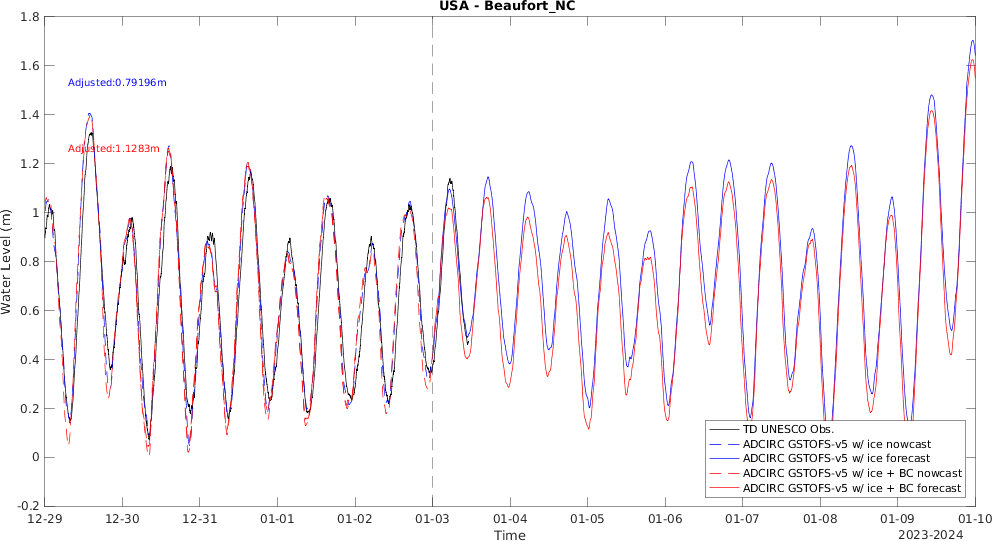 USA - Beaufort_NC
1.8
1.6
1.4
1.2
1
0.8
0.6
0.4
0.2
0
-0.2
Water Level (m)
Adjusted:0.79196m
Adjusted:1.1283m
TD UNESCO Obs.
ADCIRC GSTOFS-v5 w/ ice nowcast
ADCIRC GSTOFS-v5 w/ ice forecast
ADCIRC GSTOFS-v5 w/ ice + BC nowcast
ADCIRC GSTOFS-v5 w/ ice + BC forecast
12-29 12-30 12-31 01-01 01-02 01-03 01-04 01-05 01-06 01-07 01-08 01-09 01-10
Time
2023-2024